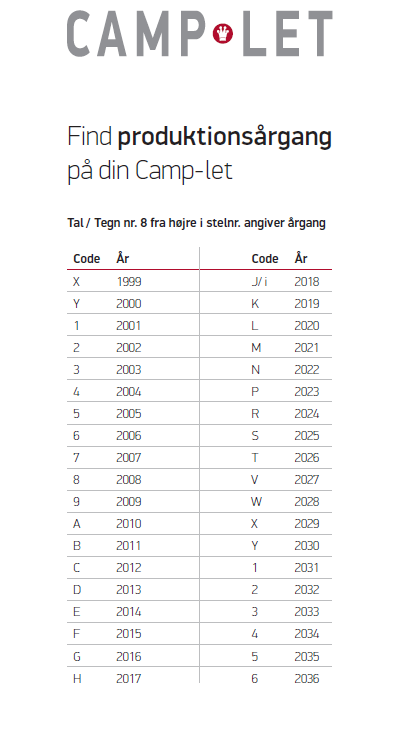 CAMP LET
Find produktionsårgang
på din Camp-let
Tal / Tegn nr. 8 fra højre i stelnr. angiver årgang
Code År Code År
X 1999 J/i 2018
Y 2000 K 2019
1 2001 L 2020
2 2002 M 2021
3 2003 N 2022
4 2004 P 2023
5 2005 R 2024
6 2006 S 2025
7 2007 T 2026
8 2008 V 2027
9 2009 W 2028
A 2010 X 2029
B 2011 Y 2030
C 2012 1 2031
D 2013 2 2032
E 2014 3 2033
F 2015 4 2034
G 2016 5 2035
H 2017 6 2036